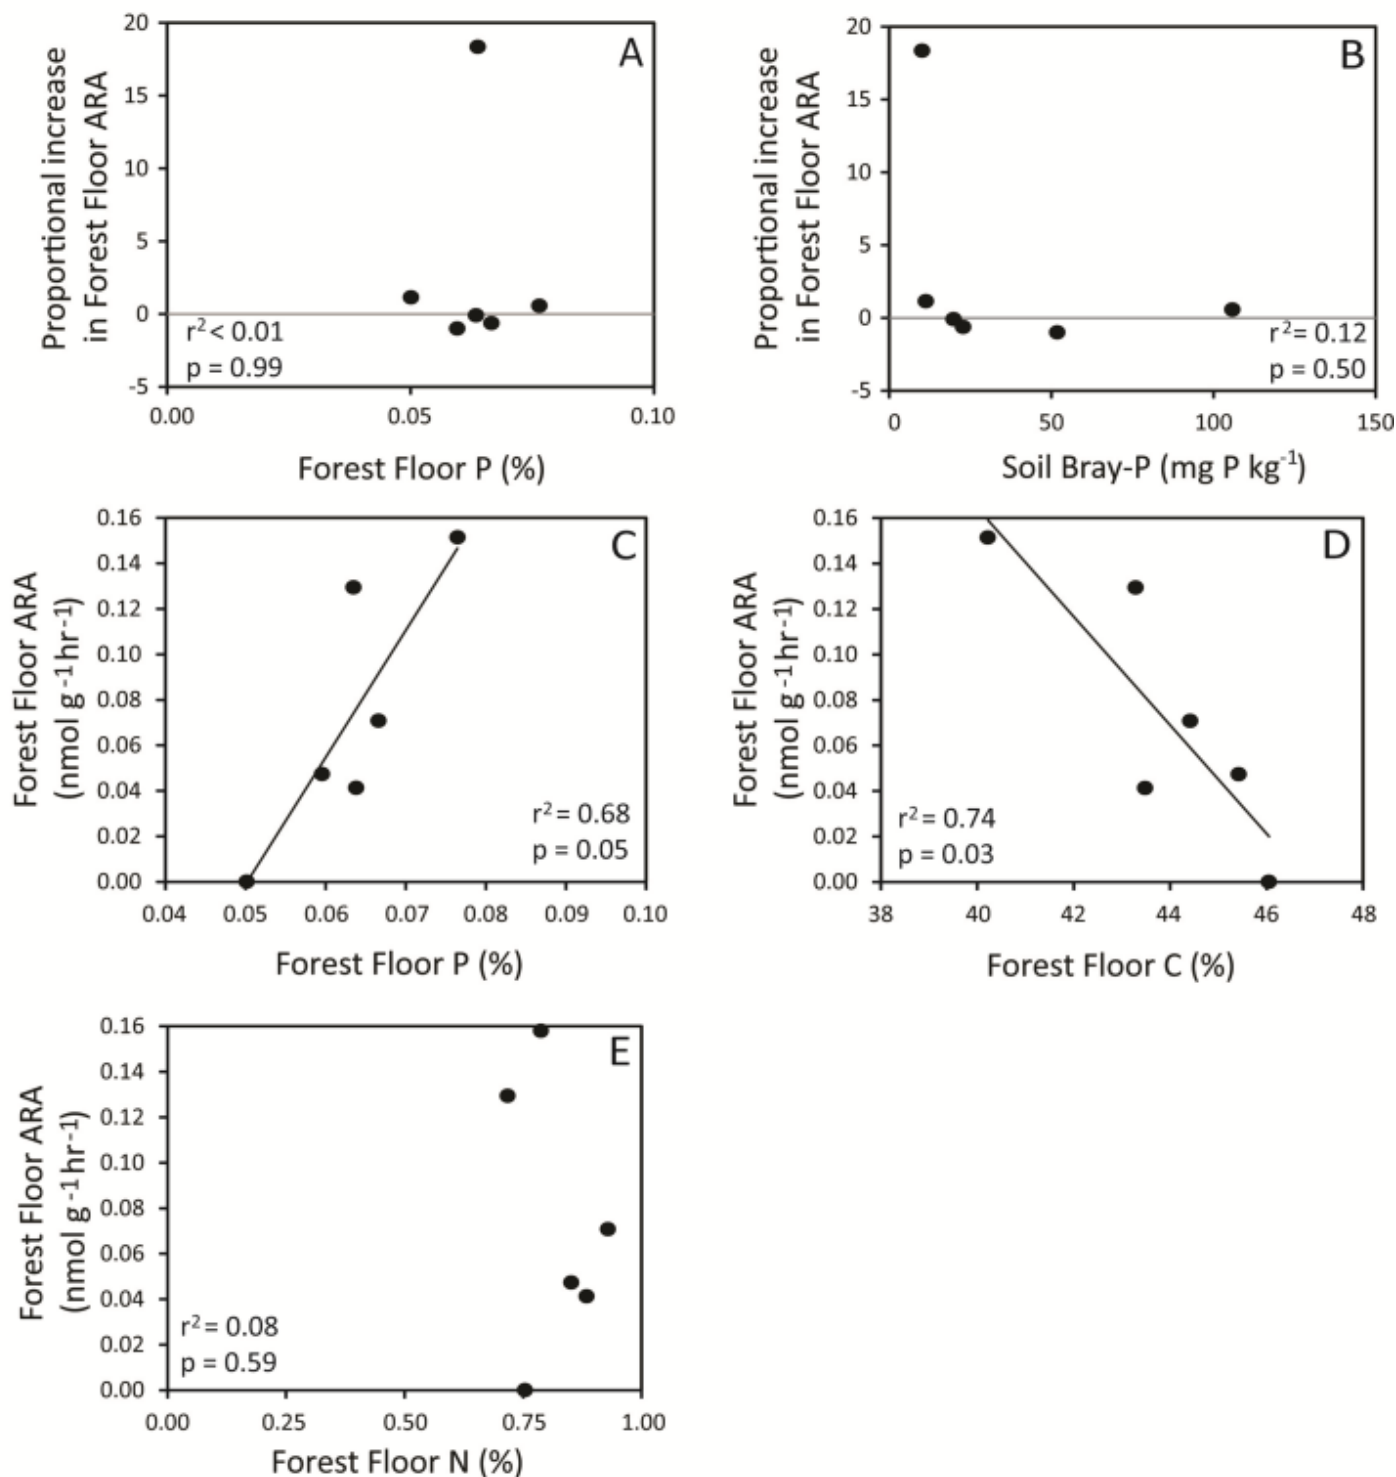 A
Proportional increase
in Forest Floor ARA
20
15
10
5
0
-5
r² < 0.01
p = 0.99
0.00
0.05
0.10
Forest Floor P (%)
B
Proportional increase
in Forest Floor ARA
20
15
10
5
0
-5
r² = 0.12
p = 0.50
0
50
100
150
Soil Bray-P (mg P kg⁻¹)
C
Forest Floor ARA
(nmol g⁻¹ hr⁻¹)
0.16
0.14
0.12
0.10
0.08
0.06
0.04
0.02
0.00
r² = 0.68
p = 0.05
0.04
0.05
0.06
0.07
0.08
0.09
0.10
Forest Floor P (%)
D
Forest Floor ARA
(nmol g⁻¹ hr⁻¹)
0.16
0.14
0.12
0.10
0.08
0.06
0.04
0.02
0.00
r² = 0.74
p = 0.03
38
40
42
44
46
48
Forest Floor C (%)
E
Forest Floor ARA
(nmol g⁻¹ hr⁻¹)
0.16
0.14
0.12
0.10
0.08
0.06
0.04
0.02
0.00
r² = 0.08
p = 0.59
0.00
0.25
0.50
0.75
1.00
Forest Floor N (%)